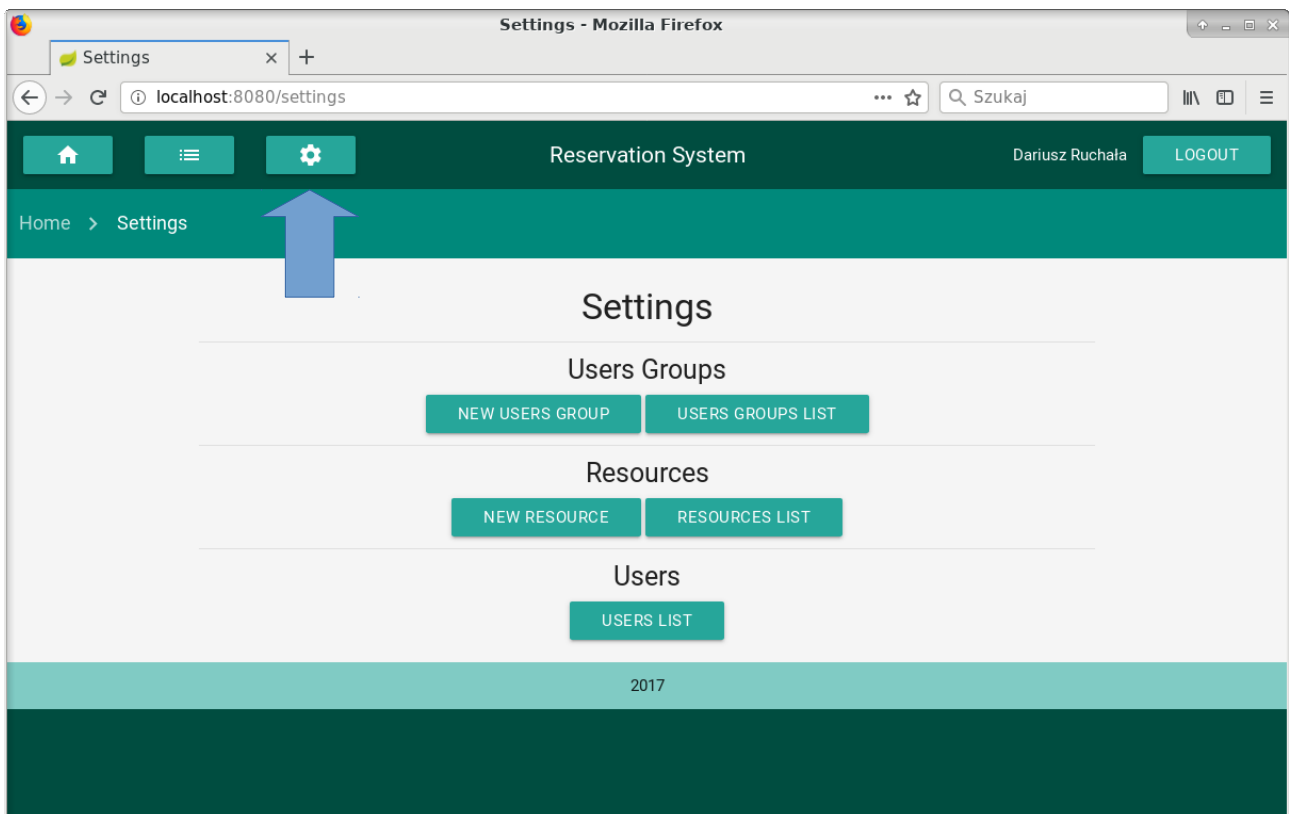 Settings - Mozilla Firefox
Settings
localhost:8080/settings
Szukaj
Reservation System
Dariusz Ruchała
LOGOUT
Home > Settings
Settings
Users Groups
NEW USERS GROUP
USERS GROUPS LIST
Resources
NEW RESOURCE
RESOURCES LIST
Users
USERS LIST
2017